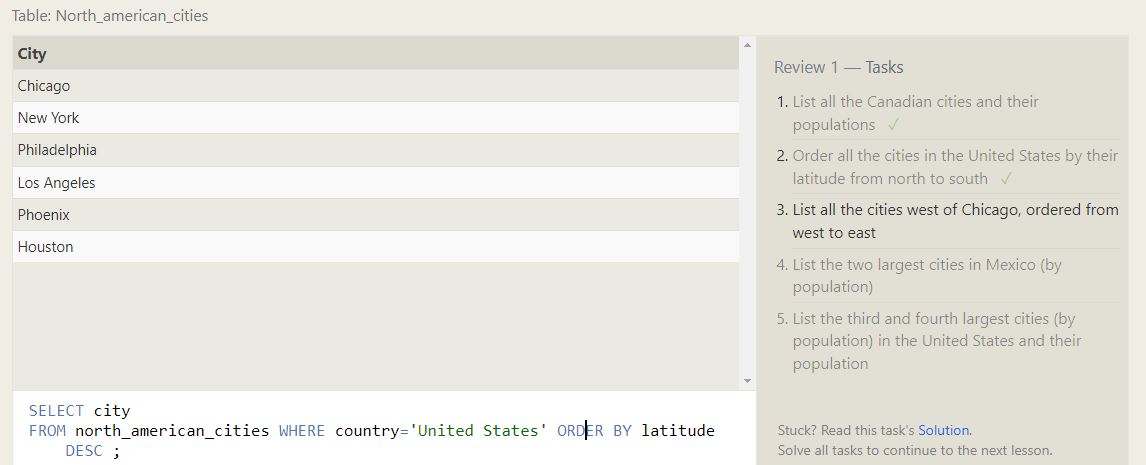 Table: North_american_cities
City
Chicago
New York
Philadelphia
Los Angeles
Phoenix
Houston
SELECT city
FROM north_american_cities WHERE country='United States' ORDER BY latitude
DESC ;
Review 1 — Tasks
1. List all the Canadian cities and their
populations ✓
2. Order all the cities in the United States by their
latitude from north to south ✓
3. List all the cities west of Chicago, ordered from
west to east
4. List the two largest cities in Mexico (by
population)
5. List the third and fourth largest cities (by
population) in the United States and their
population
Stuck? Read this task's Solution.
Solve all tasks to continue to the next lesson.